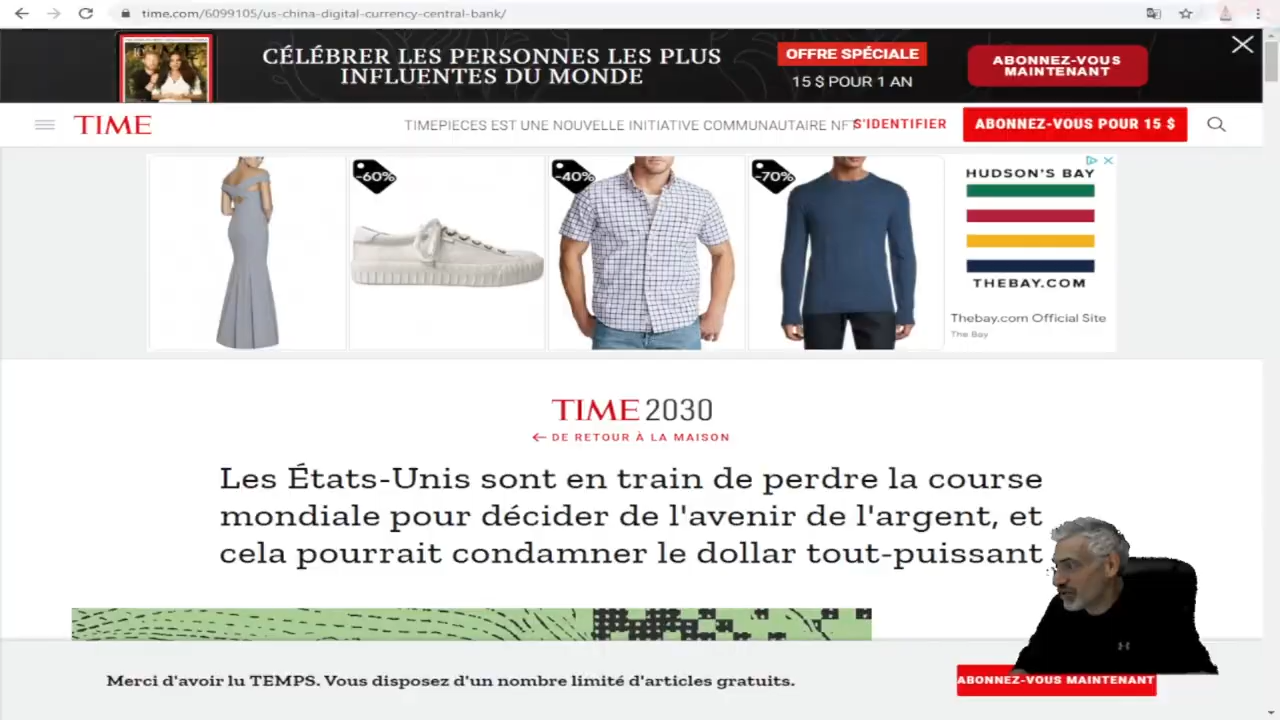 time.com/6099105/us-china-digital-currency-central-bank/
CÉLÉBRER LES PERSONNES LES PLUS
INFLUENTES DU MONDE
OFFRE SPÉCIALE
15 $ POUR 1 AN
ABONNEZ-VOUS
MAINTENANT
TIME
TIMEPIECES EST UNE NOUVELLE INITIATIVE COMMUNAUTAIRE NFT
S'IDENTIFIER
ABONNEZ-VOUS POUR 15 $
-60%
-40%
-70%
HUDSON'S BAY
THEBAY.COM
Thebay.com Official Site
The Bay
TIME 2030
← DE RETOUR À LA MAISON
Les États-Unis sont en train de perdre la course
mondiale pour décider de l'avenir de l'argent, et
cela pourrait condamner le dollar tout-puissant
Merci d'avoir lu TEMPS. Vous disposez d'un nombre limité d'articles gratuits.
ABONNEZ-VOUS MAINTENANT